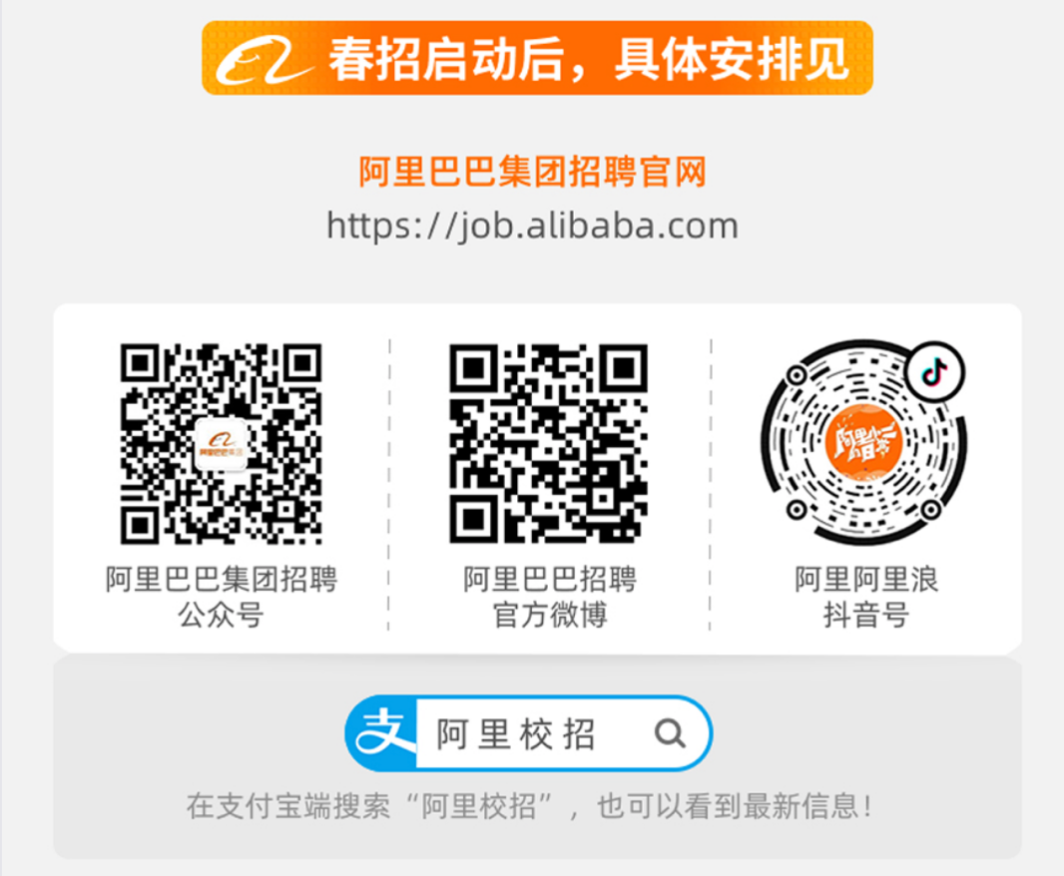 春招启动后，具体安排见
阿里巴巴集团招聘官网
https://job.alibaba.com
阿里巴巴集团招聘
公众号
阿里巴巴招聘
官方微博
阿里阿里浪
抖音号
支 阿里校招
在支付宝端搜索“阿里校招”，也可以看到最新信息！